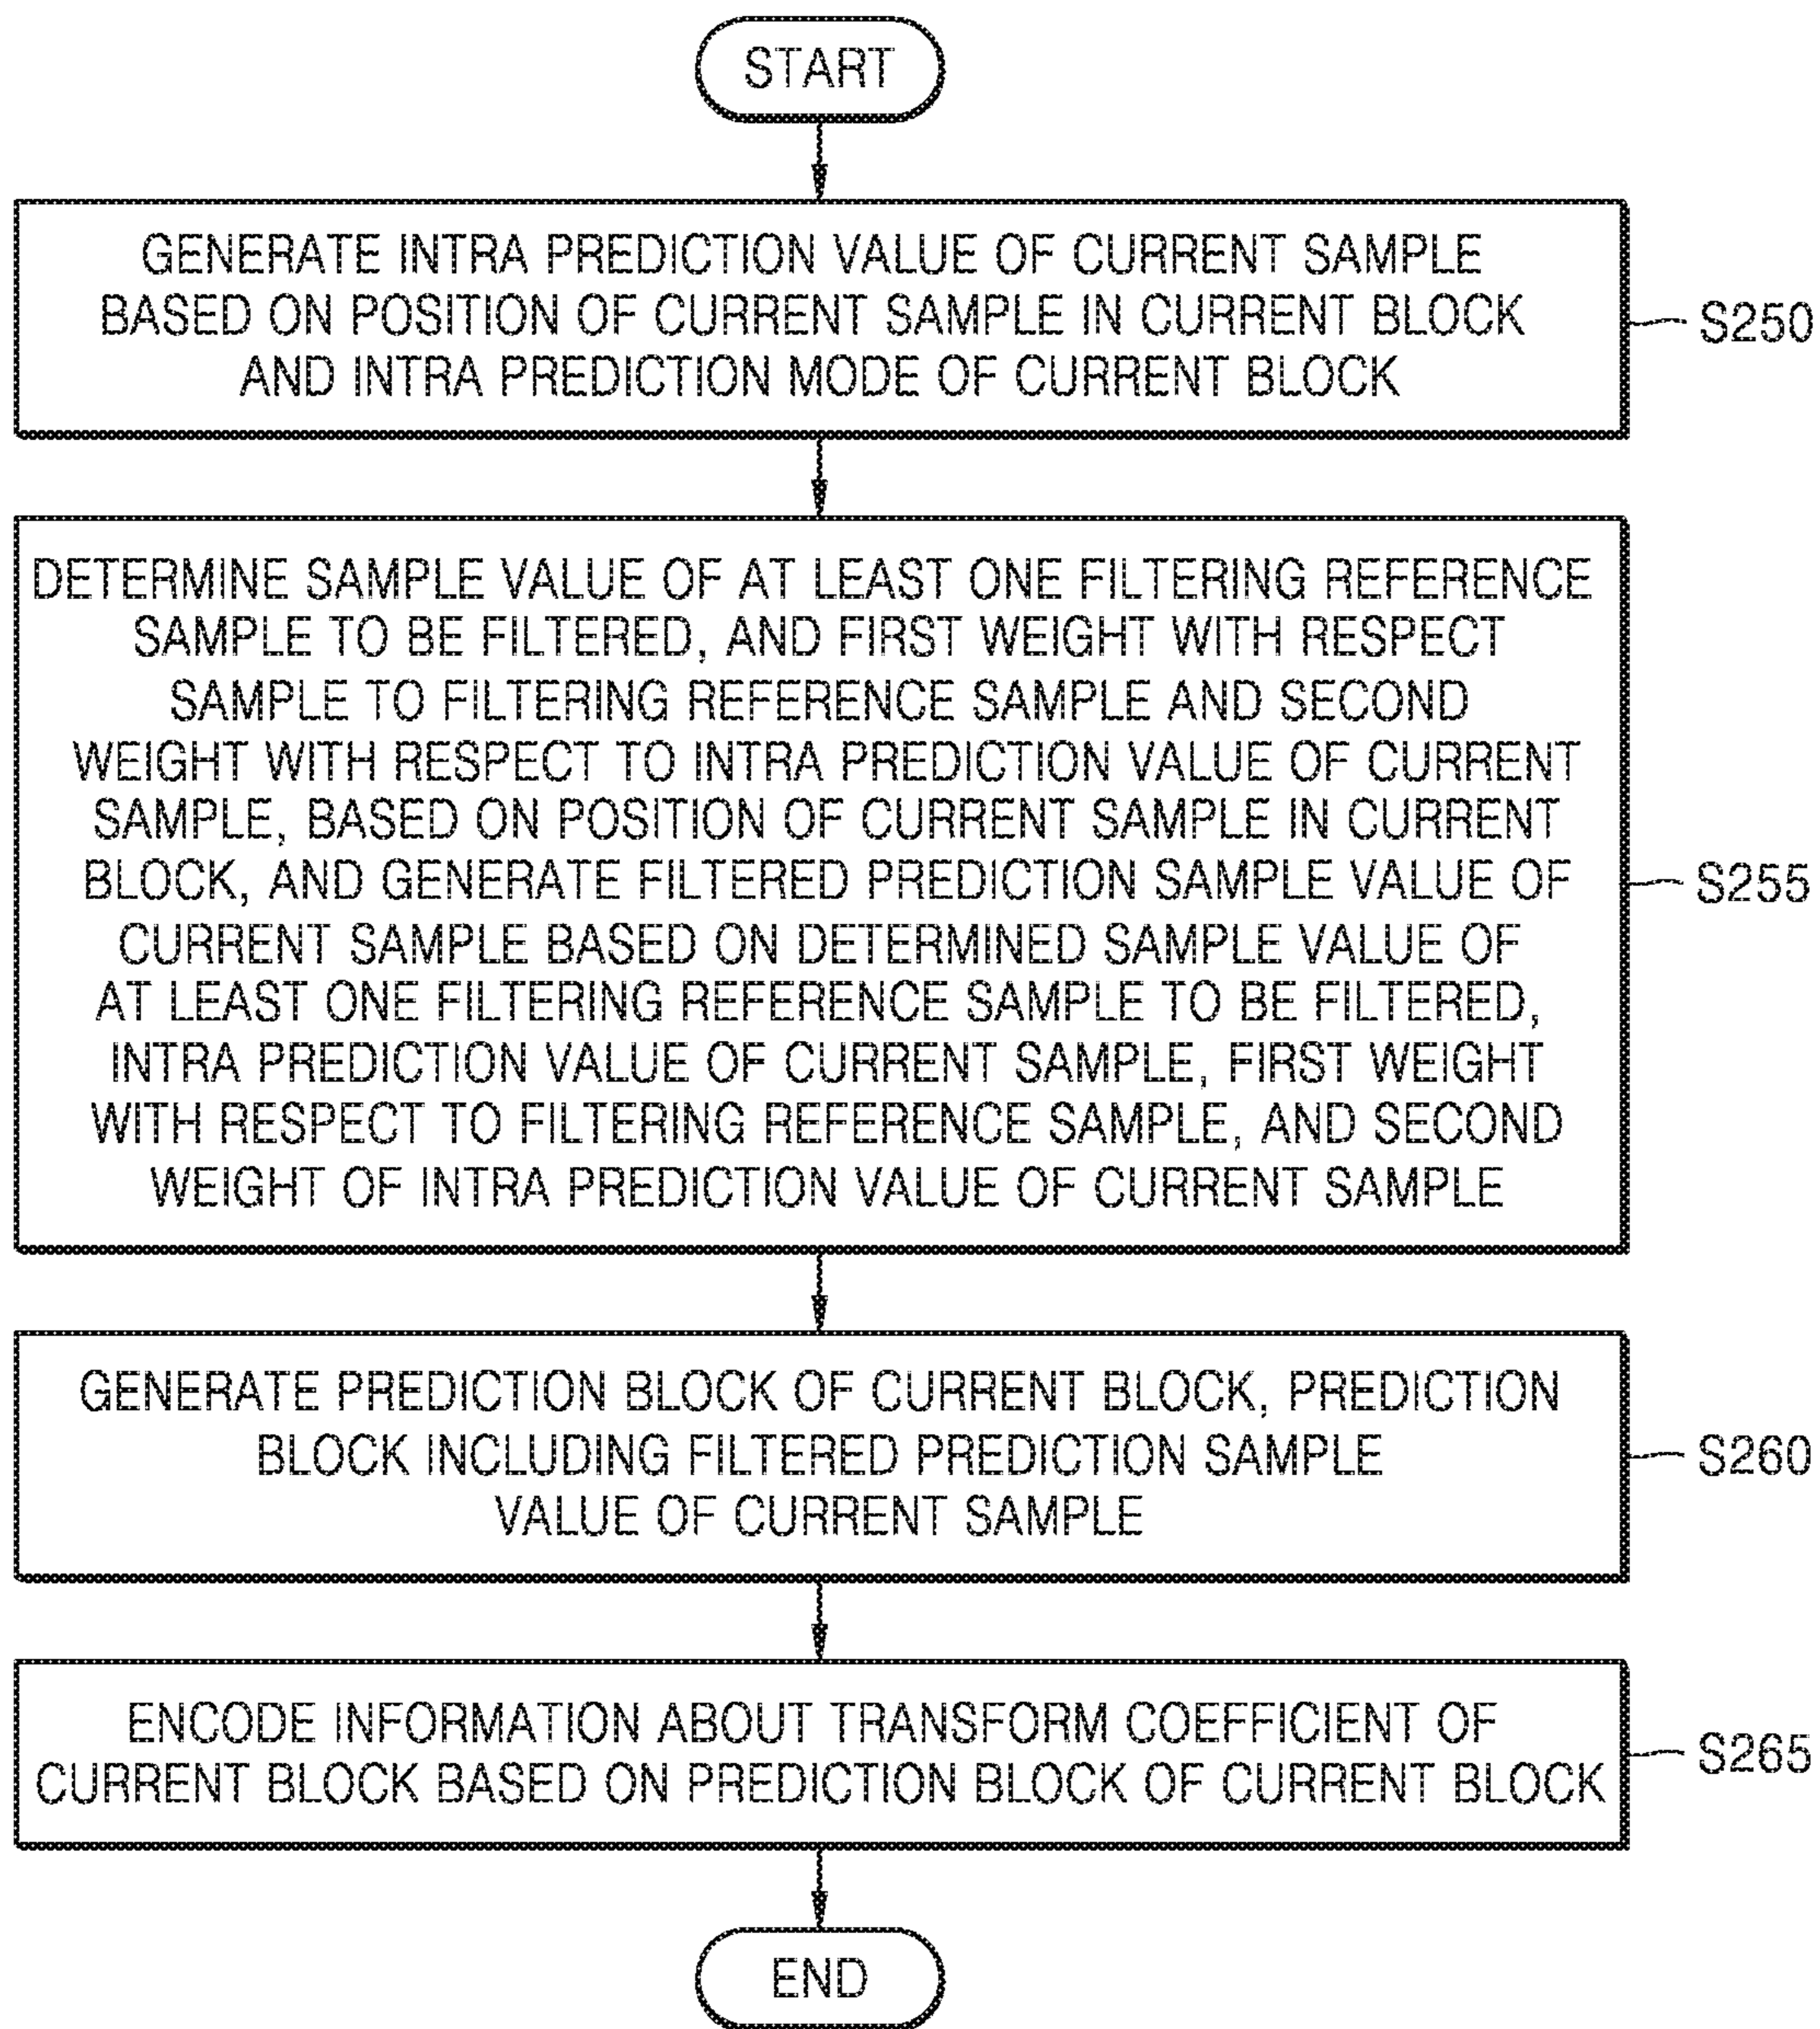 START
GENERATE INTRA PREDICTION VALUE OF CURRENT SAMPLE
BASED ON POSITION OF CURRENT SAMPLE IN CURRENT BLOCK
AND INTRA PREDICTION MODE OF CURRENT BLOCK
S250
DETERMINE SAMPLE VALUE OF AT LEAST ONE FILTERING REFERENCE
SAMPLE TO BE FILTERED, AND FIRST WEIGHT WITH RESPECT
SAMPLE TO FILTERING REFERENCE SAMPLE AND SECOND
WEIGHT WITH RESPECT TO INTRA PREDICTION VALUE OF CURRENT
SAMPLE, BASED ON POSITION OF CURRENT SAMPLE IN CURRENT
BLOCK, AND GENERATE FILTERED PREDICTION SAMPLE VALUE OF
CURRENT SAMPLE BASED ON DETERMINED SAMPLE VALUE OF
AT LEAST ONE FILTERING REFERENCE SAMPLE TO BE FILTERED,
INTRA PREDICTION VALUE OF CURRENT SAMPLE, FIRST WEIGHT
WITH RESPECT TO FILTERING REFERENCE SAMPLE, AND SECOND
WEIGHT OF INTRA PREDICTION VALUE OF CURRENT SAMPLE
S255
GENERATE PREDICTION BLOCK OF CURRENT BLOCK, PREDICTION
BLOCK INCLUDING FILTERED PREDICTION SAMPLE
VALUE OF CURRENT SAMPLE
S260
ENCODE INFORMATION ABOUT TRANSFORM COEFFICIENT OF
CURRENT BLOCK BASED ON PREDICTION BLOCK OF CURRENT BLOCK
S265
END